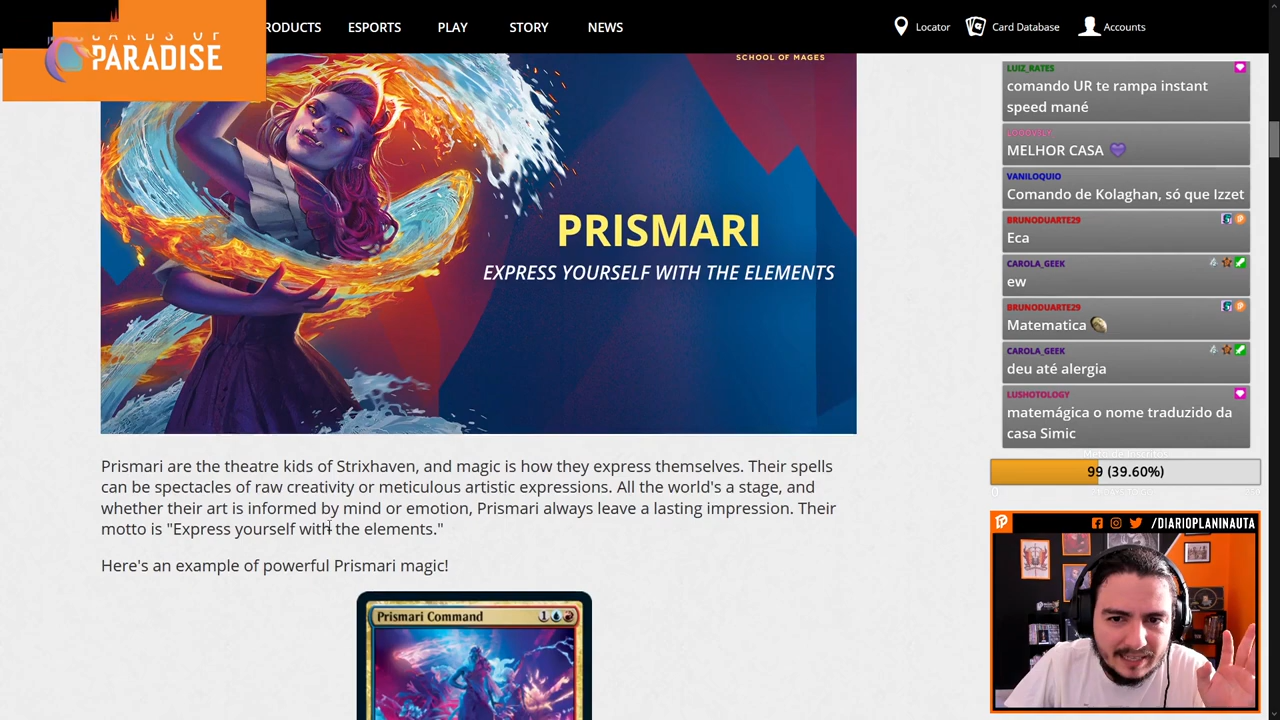 PARADISE
PRODUCTS
ESPORTS
PLAY
STORY
NEWS
Locator
Card Database
Accounts
SCHOOL OF MAGES
PRISMARI
EXPRESS YOURSELF WITH THE ELEMENTS
Prismari are the theatre kids of Strixhaven, and magic is how they express themselves. Their spells
can be spectacles of raw creativity or meticulous artistic expressions. All the world's a stage, and
whether their art is informed by mind or emotion, Prismari always leave a lasting impression. Their
motto is "Express yourself with the elements."
Here's an example of powerful Prismari magic!
Prismari Command
1
LUIZ_RATES
comando UR te rampa instant
speed mané
MELHOR CASA 💜
VANILOQUIO
Comando de Kolaghan, só que Izzet
BRUNODUARTE29
Eca
CAROLA_GEEK
ew
BRUNODUARTE29
Matematica
CAROLA_GEEK
deu até alergia
LUSHOTOLOGY
matemágica o nome traduzido da
casa Simic
99 (39.60%)
0
/DIARIOPLANINAUTA